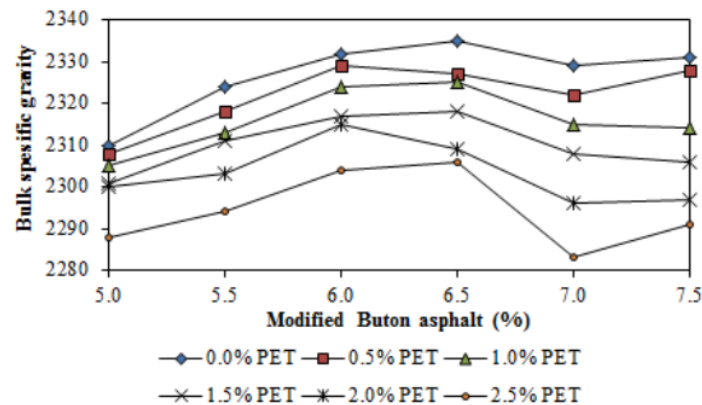 2340
2330
2320
2310
2300
2290
2280
Bulk spesific gravity
5.0 5.5 6.0 6.5 7.0 7.5
Modified Buton asphalt (%)
0.0% PET 0.5% PET 1.0% PET
1.5% PET 2.0% PET 2.5% PET